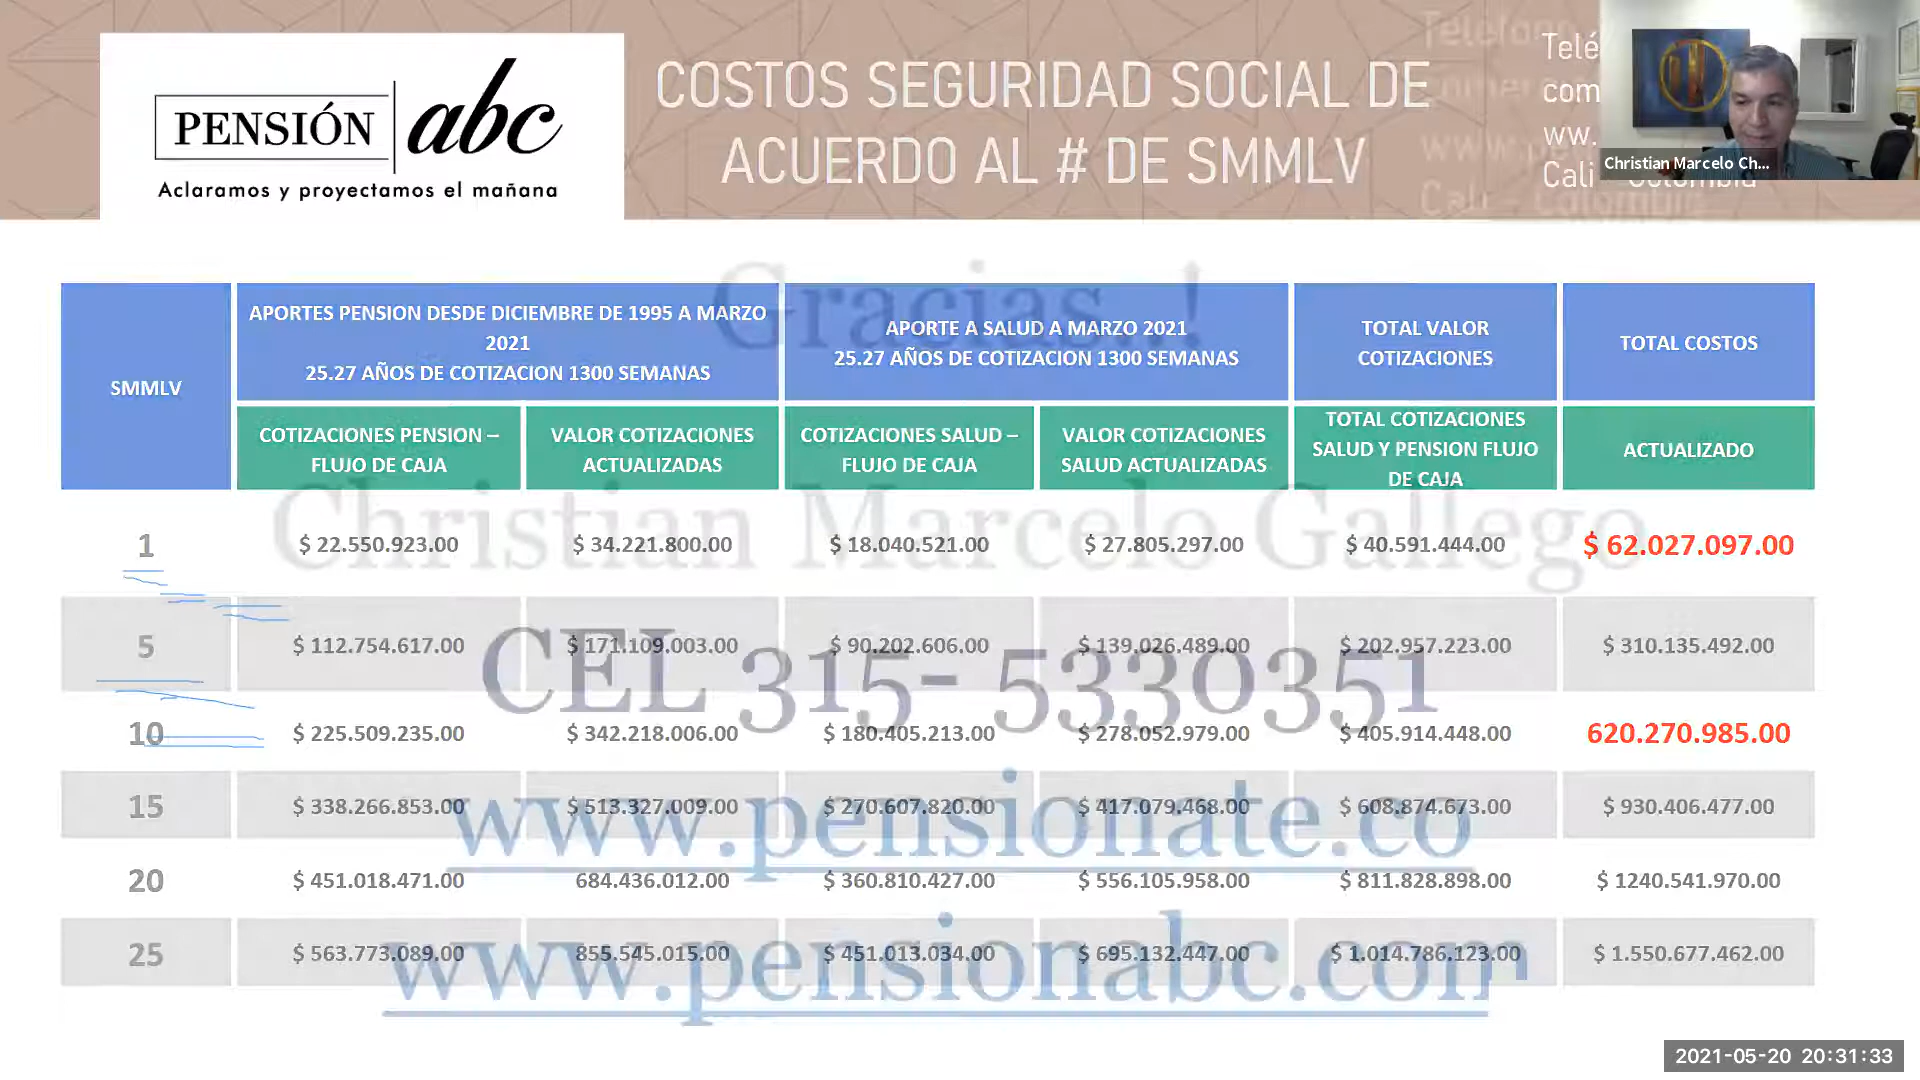 PENSIÓN abc
Aclaramos y proyectamos el mañana
COSTOS SEGURIDAD SOCIAL DE
ACUERDO AL # DE SMMLV
Telé
com
ww.
Cali - Colombia
Christian Marcelo Ch...
SMMLV
APORTES PENSION DESDE DICIEMBRE DE 1995 A MARZO
2021
25.27 AÑOS DE COTIZACION 1300 SEMANAS
APORTE A SALUD A MARZO 2021
25.27 AÑOS DE COTIZACION 1300 SEMANAS
TOTAL VALOR
COTIZACIONES
TOTAL COSTOS
COTIZACIONES PENSION –
FLUJO DE CAJA
VALOR COTIZACIONES
ACTUALIZADAS
COTIZACIONES SALUD –
FLUJO DE CAJA
VALOR COTIZACIONES
SALUD ACTUALIZADAS
TOTAL COTIZACIONES
SALUD Y PENSION FLUJO
DE CAJA
ACTUALIZADO
1 $ 22.550.923.00 $ 34.221.800.00 $ 18.040.521.00 $ 27.805.297.00 $ 40.591.444.00 $ 62.027.097.00
5 $ 112.754.617.00 $ 171.109.003.00 $ 90.202.606.00 $ 139.026.489.00 $ 202.957.223.00 $ 310.135.492.00
10 $ 225.509.235.00 $ 342.218.006.00 $ 180.405.213.00 $ 278.052.979.00 $ 405.914.448.00 620.270.985.00
15 $ 338.266.853.00 $ 513.327.009.00 $ 270.607.820.00 $ 417.079.468.00 $ 608.874.673.00 $ 930.406.477.00
20 $ 451.018.471.00 684.436.012.00 $ 360.810.427.00 $ 556.105.958.00 $ 811.828.898.00 $ 1240.541.970.00
25 $ 563.773.089.00 855.545.015.00 $ 451.013.034.00 $ 695.132.447.00 $ 1.014.786.123.00 $ 1.550.677.462.00
Gracias..!
Christian Marcelo Gallego
CEL 315- 5330351
www.pensionate.co
www.pensionabc.com
2021-05-20 20:31:33